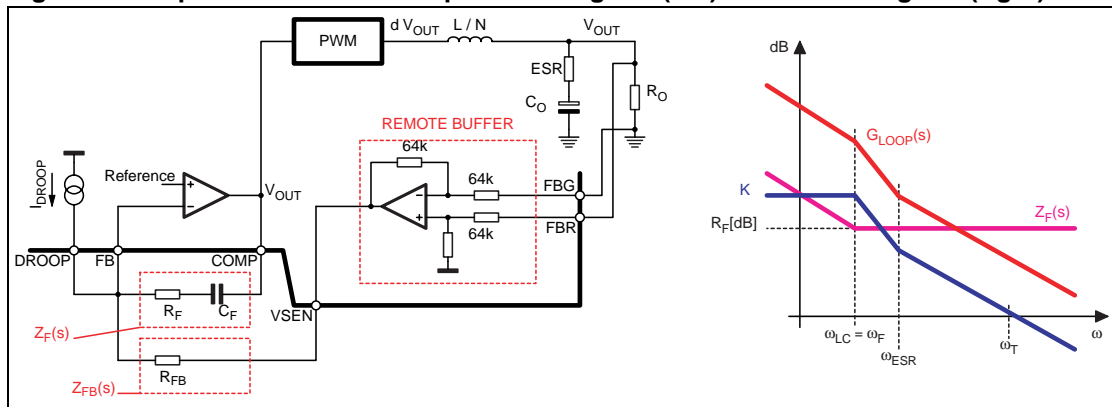 PWM
d V_OUT
L / N
V_OUT
ESR
C_O
R_O
REMOTE BUFFER
64k
64k
64k
FBG
FBR
I_DROOP
Reference
V_OUT
DROOP
FB
COMP
VSEN
R_F
C_F
Z_F(s)
R_FB
Z_FB(s)
dB
G_LOOP(s)
K
Z_F(s)
R_F[dB]
ω_LC = ω_F
ω_ESR
ω_T
ω